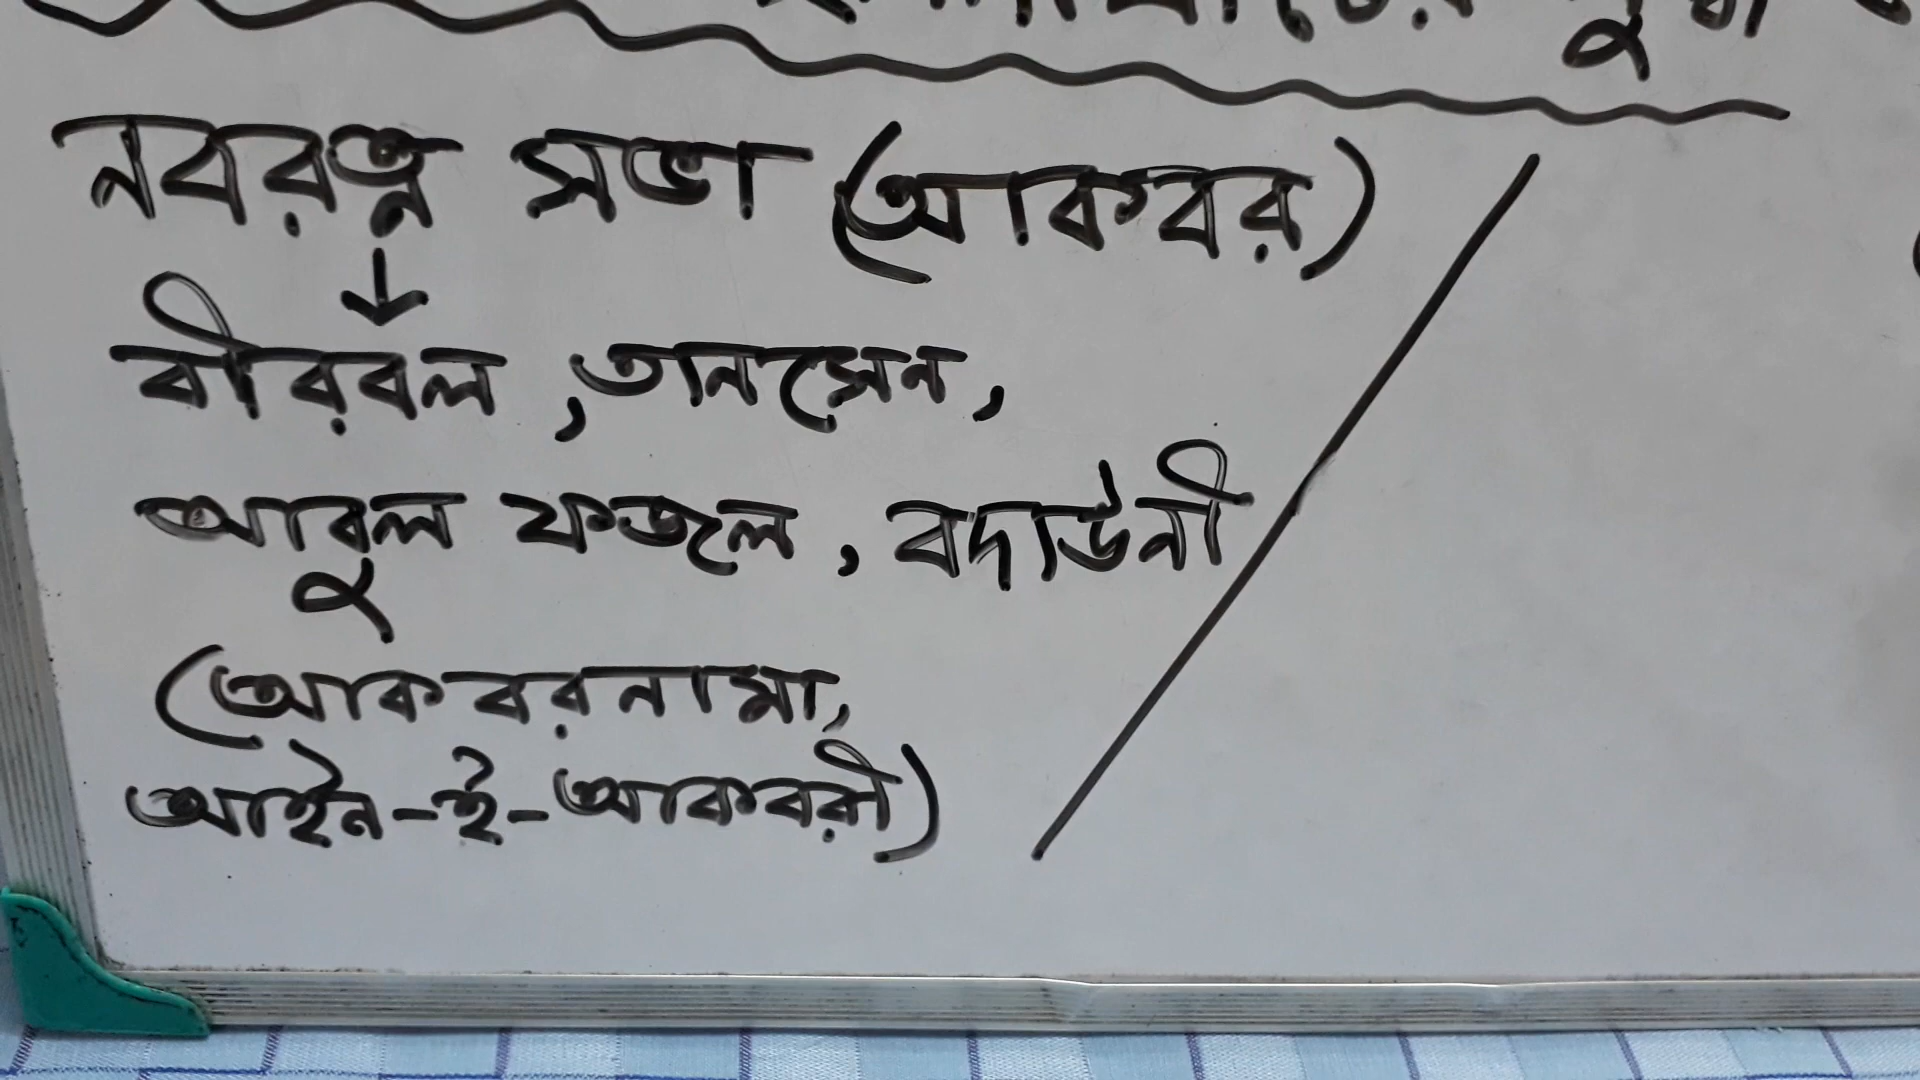 নবরত্ন সভা (আকবর)
↓
বীরবল, তানসেন,
আবুল ফজল, বদাউনী
(আকবরনামা,
আইন-ই-আকবরী)